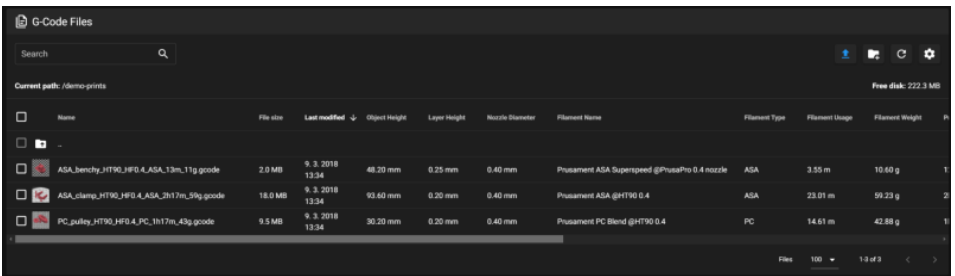 G-Code Files
Search
Current path: /demo-prints
Free disk: 222.3 MB
Name File size Last modified Object Height Layer Height Nozzle Diameter Filament Name Filament Type Filament Usage Filament Weight
..
ASA_benchy_HT90_HF0.4_ASA_13m_11g.gcode 2.0 MB 9. 3. 2018 13:34 48.20 mm 0.25 mm 0.40 mm Prusament ASA Superspeed @PrusaPro 0.4 nozzle ASA 3.55 m 10.60 g
ASA_clamp_HT90_HF0.4_ASA_2h17m_59g.gcode 18.0 MB 9. 3. 2018 13:34 93.60 mm 0.20 mm 0.40 mm Prusament ASA @HT90 0.4 ASA 23.01 m 59.23 g
PC_pulley_HT90_HF0.4_PC_1h17m_43g.gcode 9.5 MB 9. 3. 2018 13:34 30.20 mm 0.20 mm 0.40 mm Prusament PC Blend @HT90 0.4 PC 14.61 m 42.88 g
Files 100 1-3 of 3